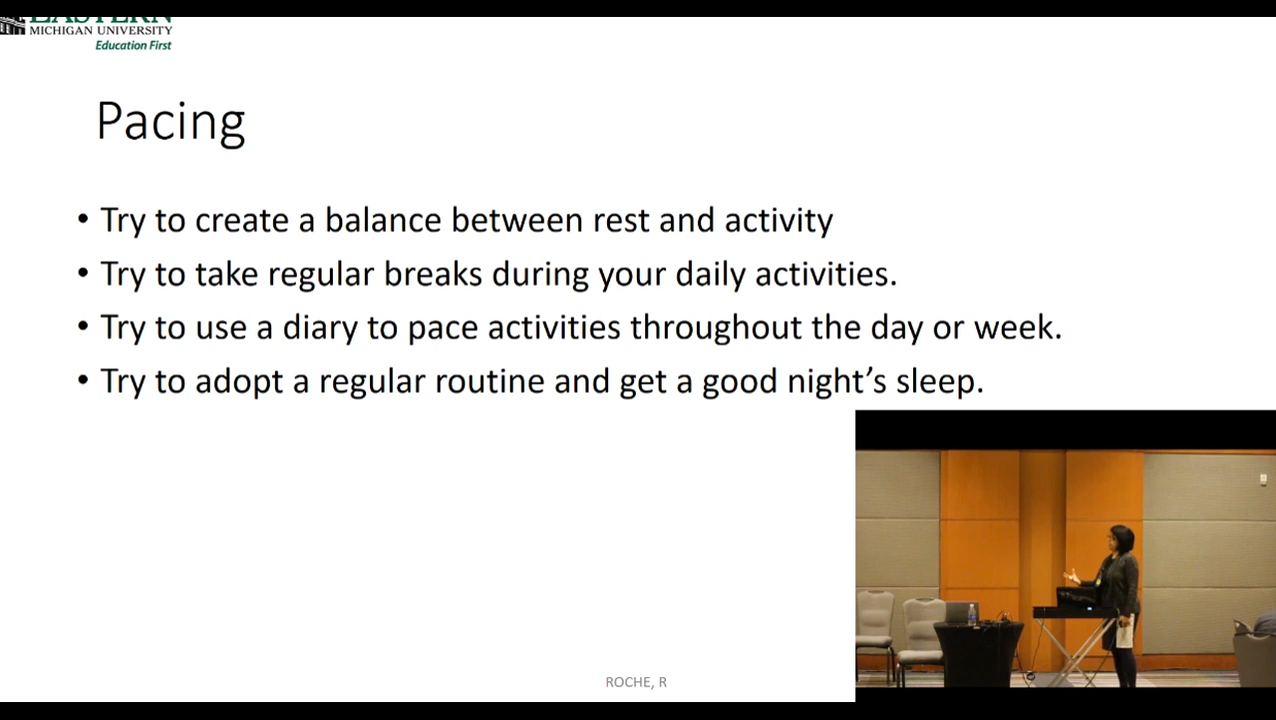 EASTERN
MICHIGAN UNIVERSITY
Education First
Pacing
• Try to create a balance between rest and activity
• Try to take regular breaks during your daily activities.
• Try to use a diary to pace activities throughout the day or week.
• Try to adopt a regular routine and get a good night’s sleep.
ROCHE, R